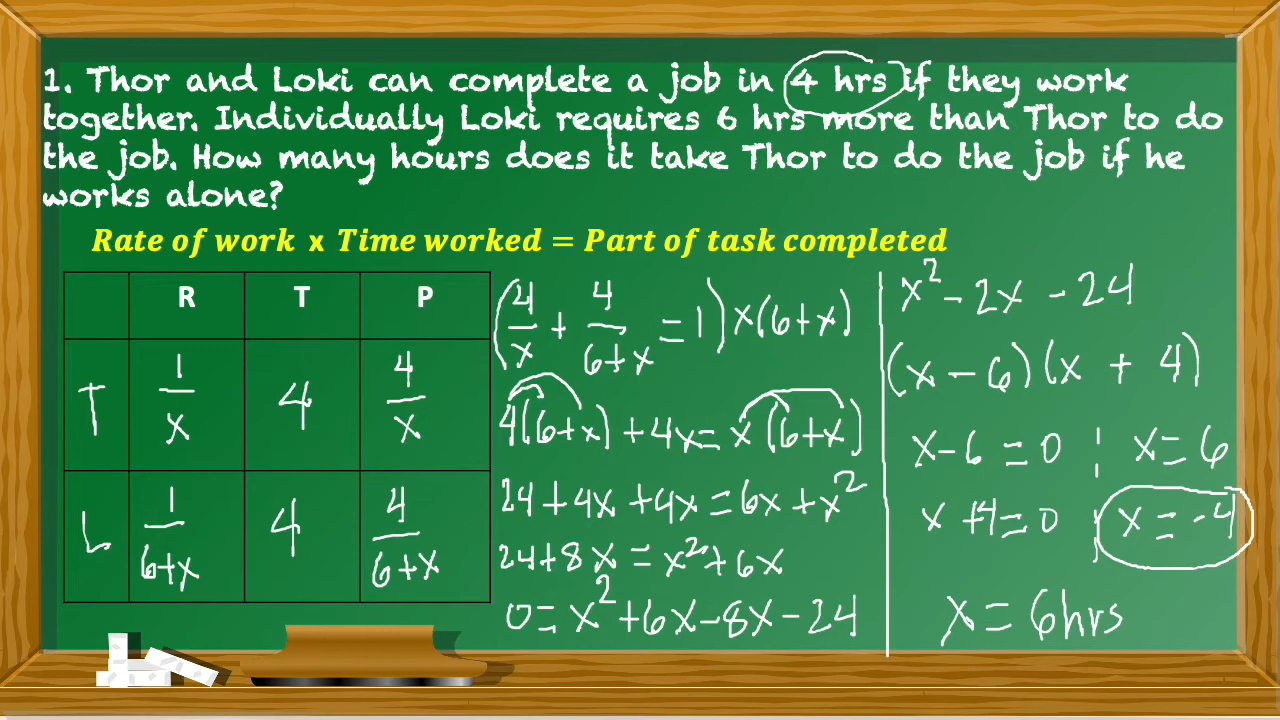 1. Thor and Loki can complete a job in 4 hrs if they work
together. Individually Loki requires 6 hrs more than Thor to do
the job. How many hours does it take Thor to do the job if he
works alone?
Rate of work x Time worked = Part of task completed
R T P
T 1/x 4 4/x
L 1/6+x 4 4/6+x
(4/x + 4/6+x = 1) x(6+x)
4(6+x) + 4x = x(6+x)
24 + 4x + 4x = 6x + x²
24 + 8x = x² + 6x
0 = x² + 6x - 8x - 24
x² - 2x - 24
(x - 6)(x + 4)
x - 6 = 0 ; x = 6
x + 4 = 0 ; x = -4
x = 6 hrs